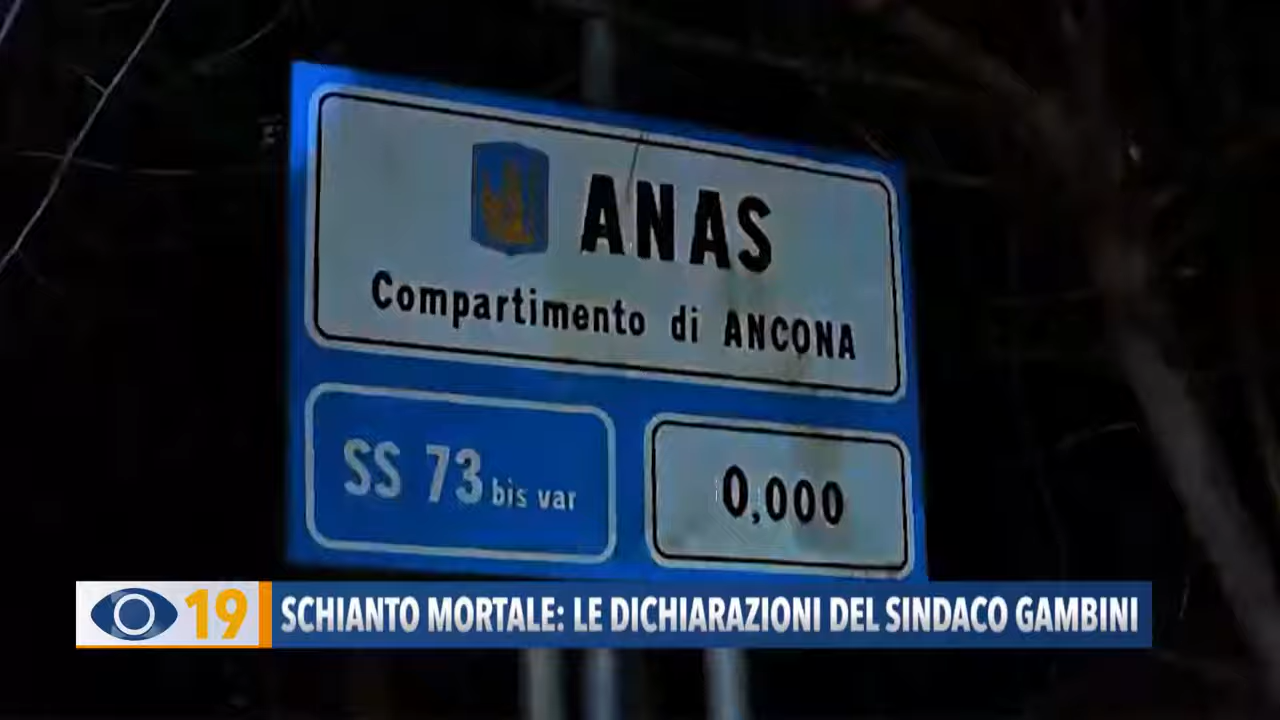 ANAS
Compartimento di ANCONA
SS 73 bis var
0,000
19
SCHIANTO MORTALE: LE DICHIARAZIONI DEL SINDACO GAMBINI